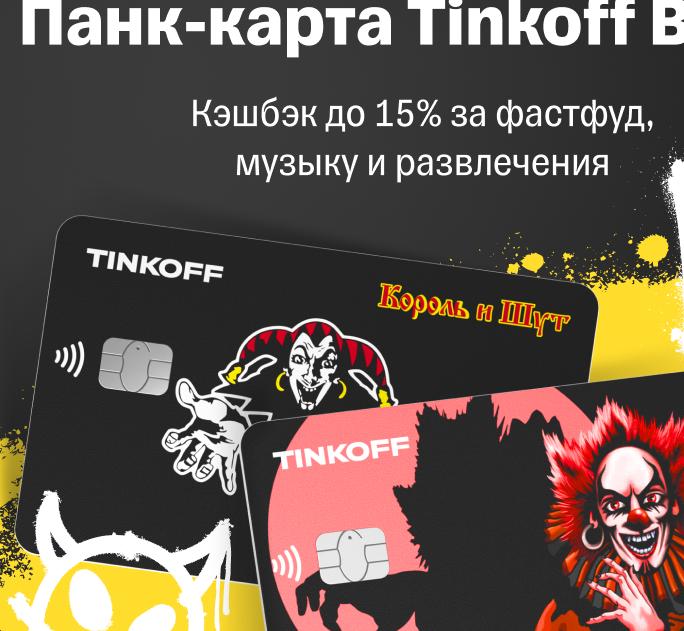 Панк-карта Tinkoff B
Кэшбэк до 15% за фастфуд,
музыку и развлечения
TINKOFF
Король и Шут
TINKOFF